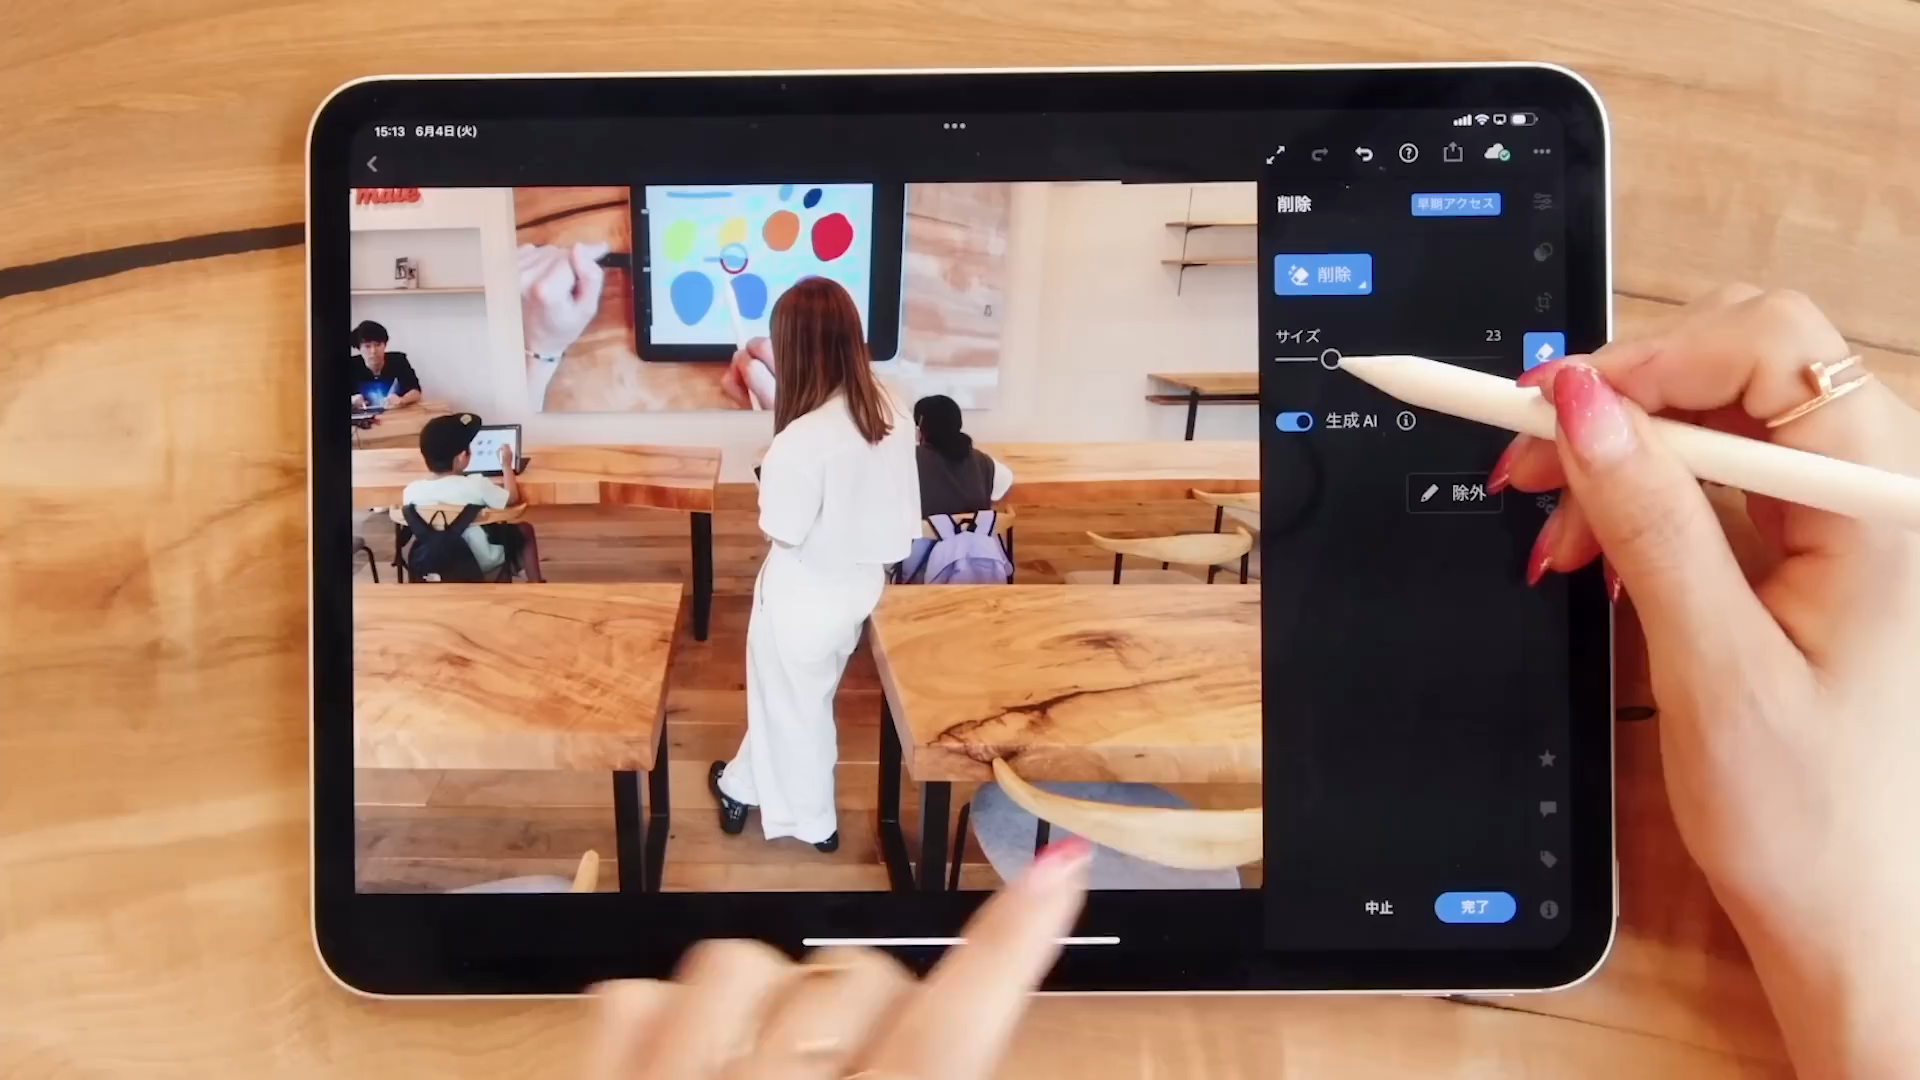 15:13 6月4日(火)
mate
削除
早期アクセス
削除
サイズ
23
生成 AI
除外
中止
完了